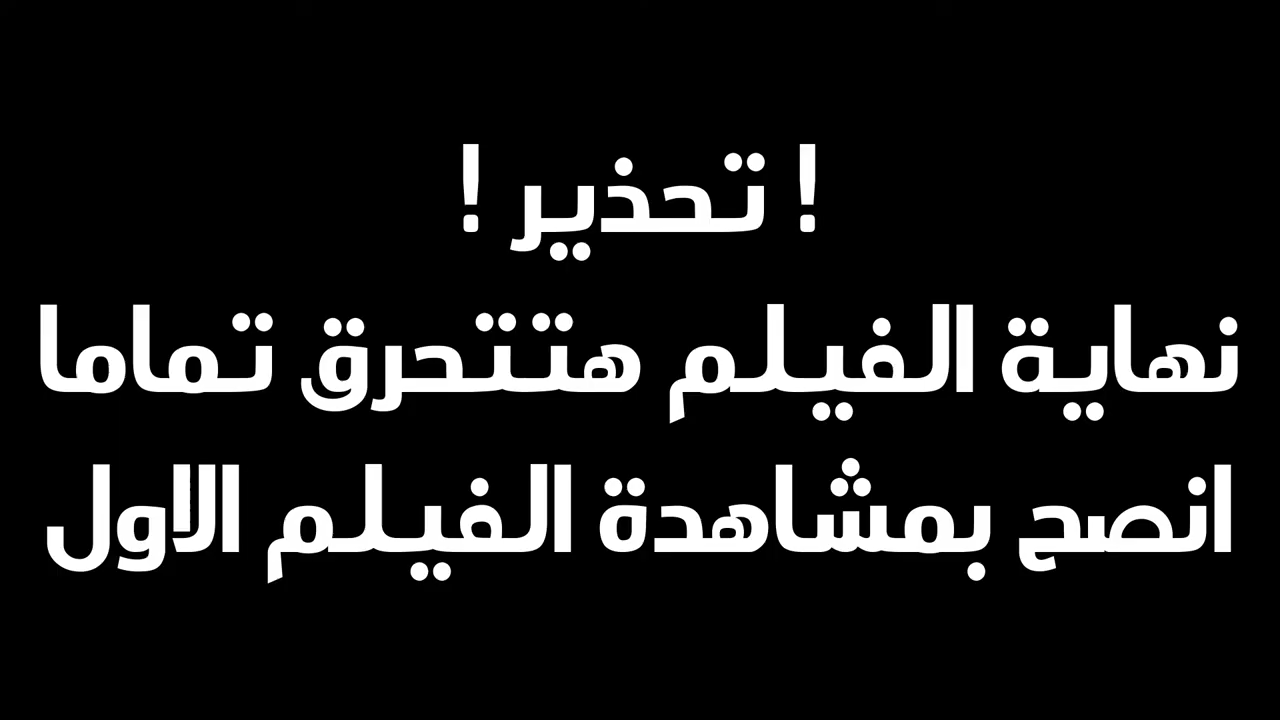 ! تحذير !
نهاية الفيلم هتتحرق تماما
انصح بمشاهدة الفيلم الاول